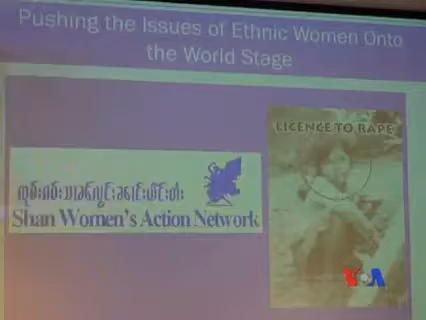 Pushing the Issues of Ethnic Women Onto
the World Stage
LICENCE TO RAPE
Shan Women's Action Network
VOA